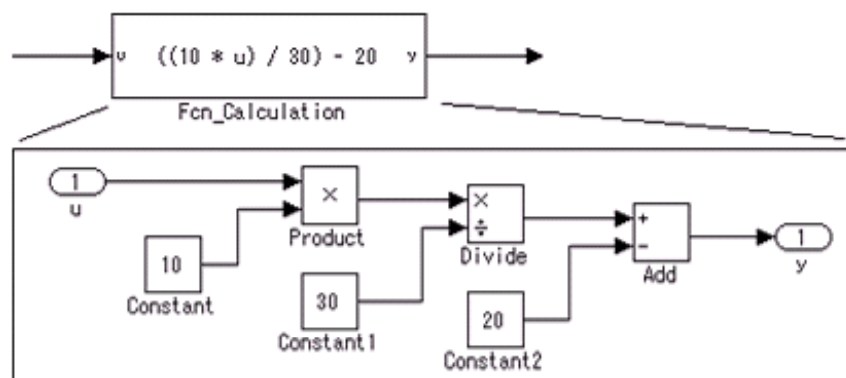 u ((10 * u) / 30) - 20 y
Fcn_Calculation
1
u
×
Product
10
Constant
×
÷
Divide
30
Constant1
+
-
Add
20
Constant2
1
y